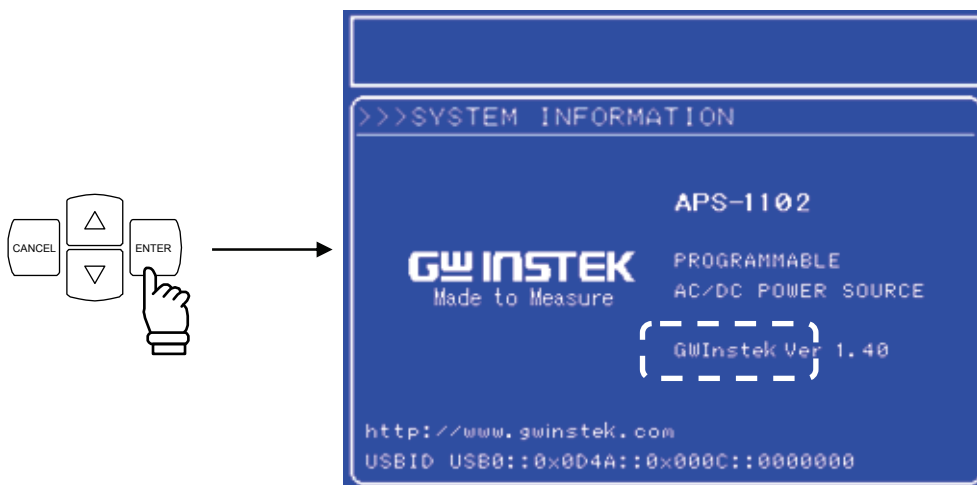 >>>SYSTEM INFORMATION
APS-1102
GW INSTEK
Made to Measure
PROGRAMMABLE
AC/DC POWER SOURCE
GWInstek Ver 1.40
http://www.gwinstek.com
USBID USB0::0x0D4A::0x000C::0000000
CANCEL
ENTER